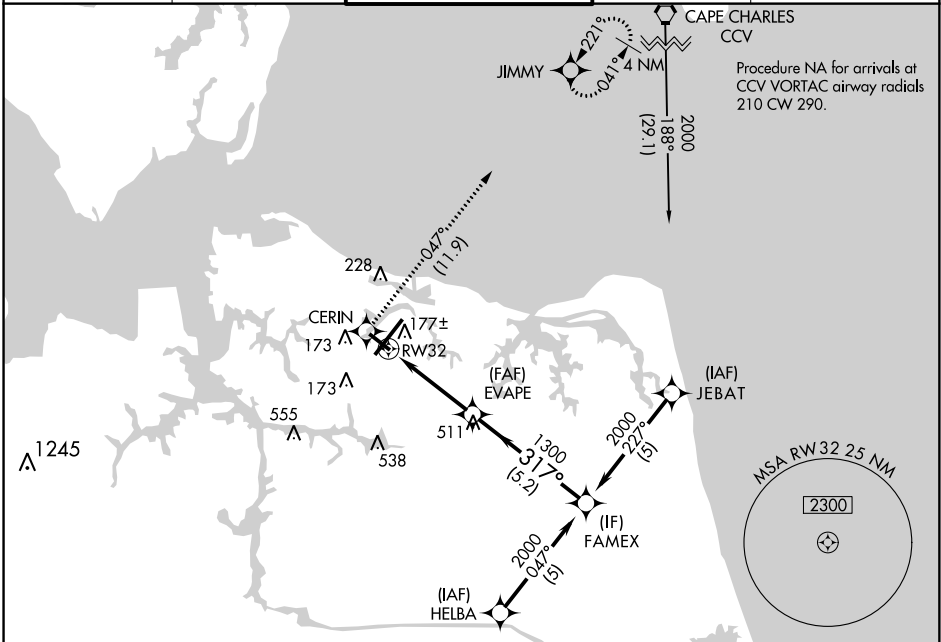 CAPE CHARLES
CCV
221°
041°
4 NM
JIMMY
Procedure NA for arrivals at
CCV VORTAC airway radials
210 CW 290.
2000
188°
(29.1)
047°
(11.9)
228
CERIN
177±
173
RW32
173
(FAF)
EVAPE
(IAF)
JEBAT
555
511
538
1245
2000
227°
(5)
1300
317°
(5.2)
MSA RW 32 25 NM
2300
(IF)
FAMEX
2000
047°
(5)
(IAF)
HELBA